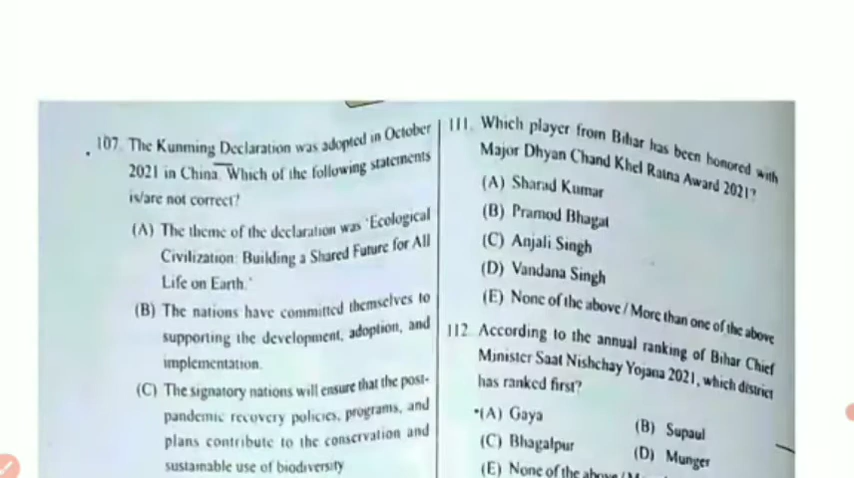 107. The Kunming Declaration was adopted in October
2021 in China. Which of the following statements
is/are not correct?
(A) The theme of the declaration was 'Ecological
Civilization: Building a Shared Future for All
Life on Earth.'
(B) The nations have committed themselves to
supporting the development, adoption, and
implementation.
(C) The signatory nations will ensure that the post-
pandemic recovery policies, programs, and
plans contribute to the conservation and
sustainable use of biodiversity
111. Which player from Bihar has been honored with
Major Dhyan Chand Khel Ratna Award 2021?
(A) Sharad Kumar
(B) Pramod Bhagat
(C) Anjali Singh
(D) Vandana Singh
(E) None of the above / More than one of the above
112. According to the annual ranking of Bihar Chief
Minister Saat Nishchay Yojana 2021, which district
has ranked first?
(A) Gaya
(B) Supaul
(C) Bhagalpur
(D) Munger
(E) None of the above /